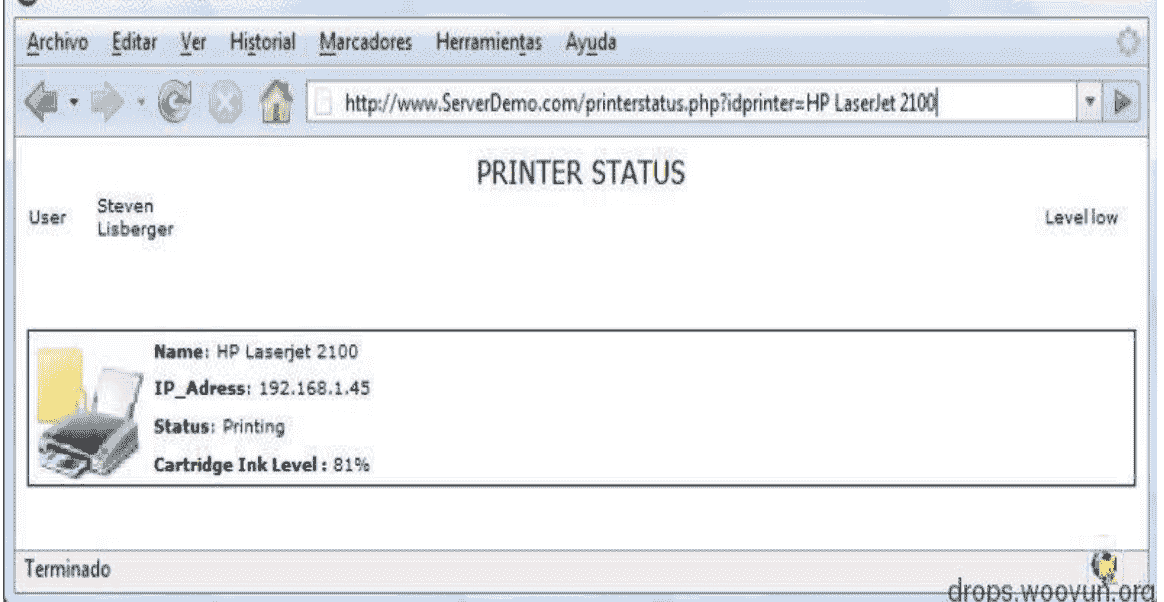 Archivo Editar Ver Historial Marcadores Herramientas Ayuda
http://www.ServerDemo.com/printerstatus.php?idprinter=HP LaserJet 2100
PRINTER STATUS
User Steven Lisberger Level low
Name: HP Laserjet 2100
IP_Adress: 192.168.1.45
Status: Printing
Cartridge Ink Level : 81%
Terminado
drops.wooyun.org